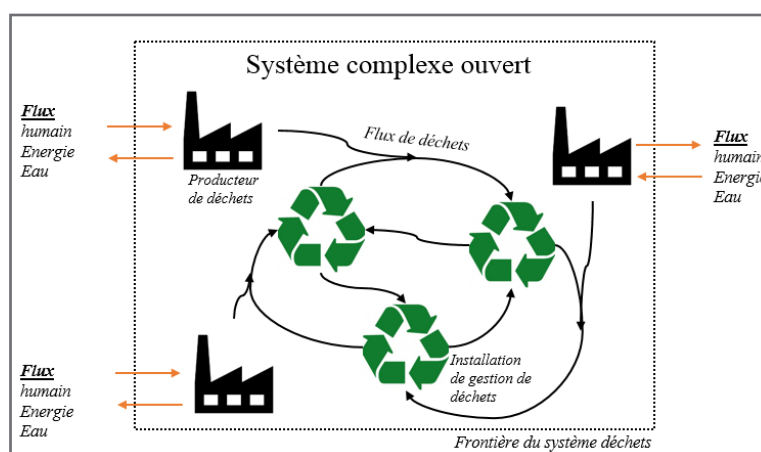 Système complexe ouvert
Flux
humain
Energie
Eau
Producteur
de déchets
Flux de déchets
Flux
humain
Energie
Eau
Flux
humain
Energie
Eau
Installation
de gestion de
déchets
Frontière du système déchets